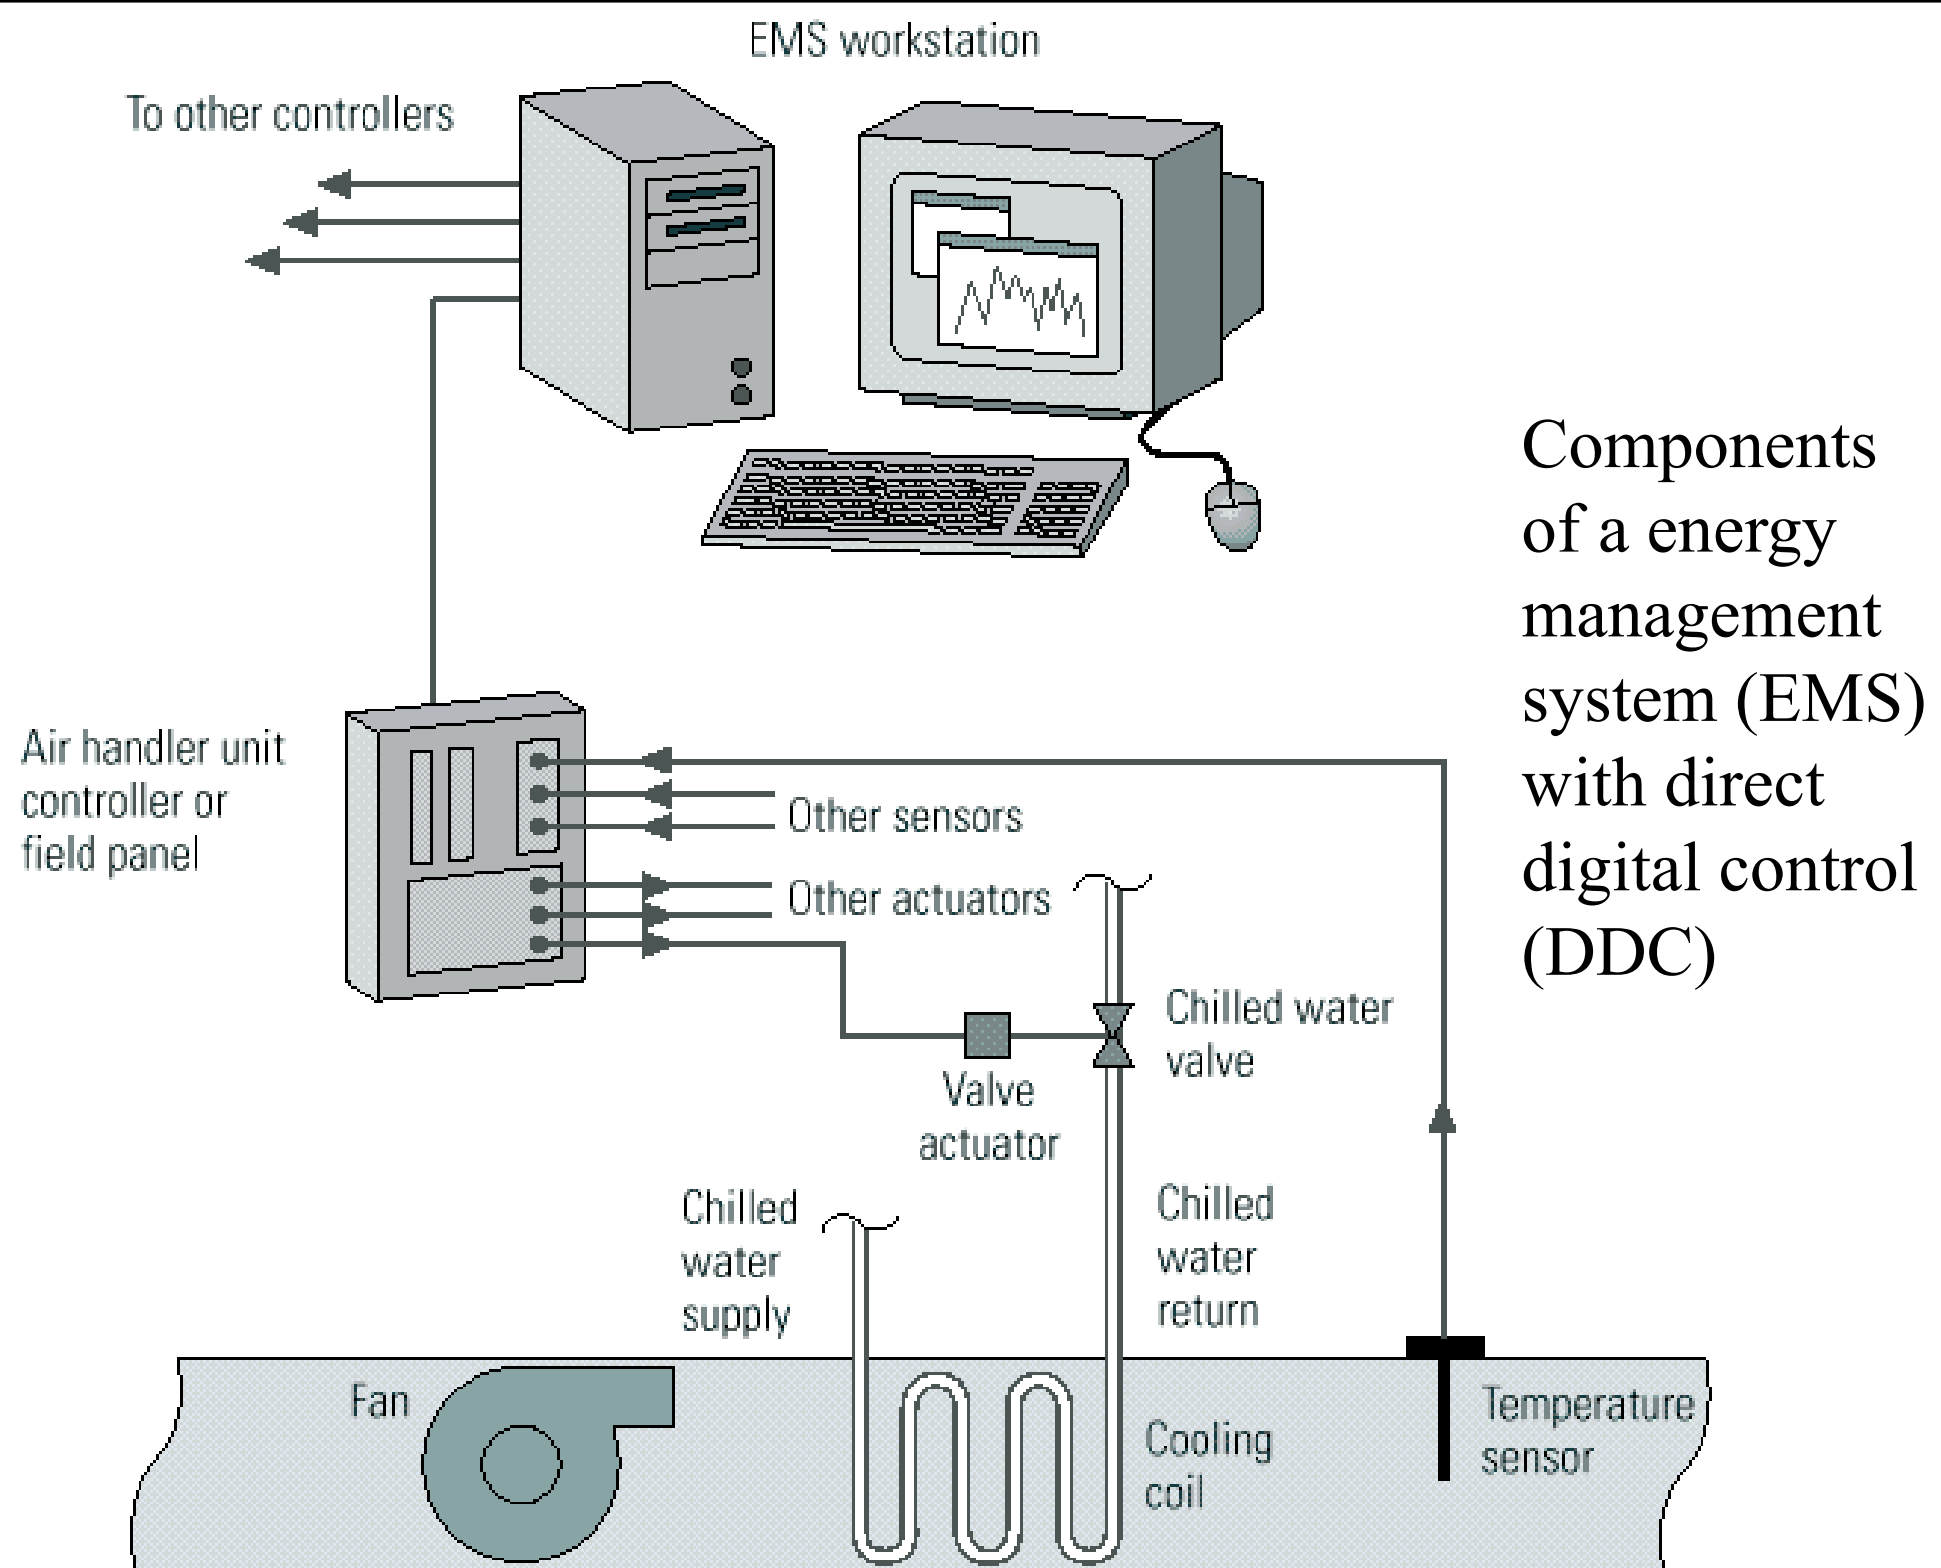 EMS workstation
To other controllers
Components
of a energy
management
system (EMS)
with direct
digital control
(DDC)
Air handler unit
controller or
field panel
Other sensors
Other actuators
Chilled water
valve
Valve
actuator
Chilled
water
supply
Chilled
water
return
Fan
Cooling
coil
Temperature
sensor